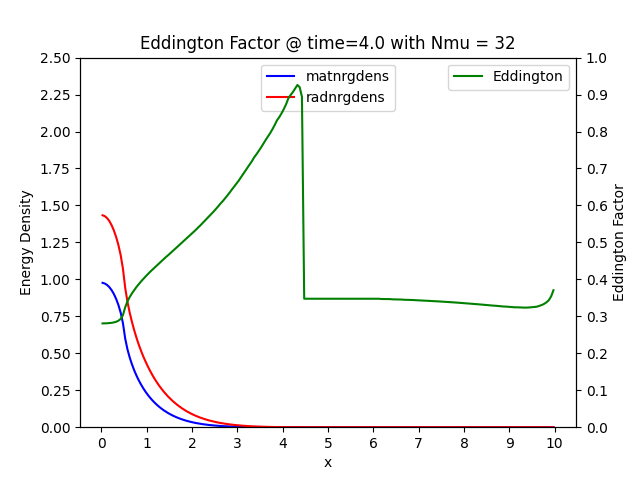 Eddington Factor @ time=4.0 with Nmu = 32
matnrgdens
radnrgdens
Eddington
Energy Density
2.50
2.25
2.00
1.75
1.50
1.25
1.00
0.75
0.50
0.25
0.00
1.0
0.9
0.8
0.7
0.6
0.5
0.4
0.3
0.2
0.1
0.0
Eddington Factor
0 1 2 3 4 5 6 7 8 9 10
x